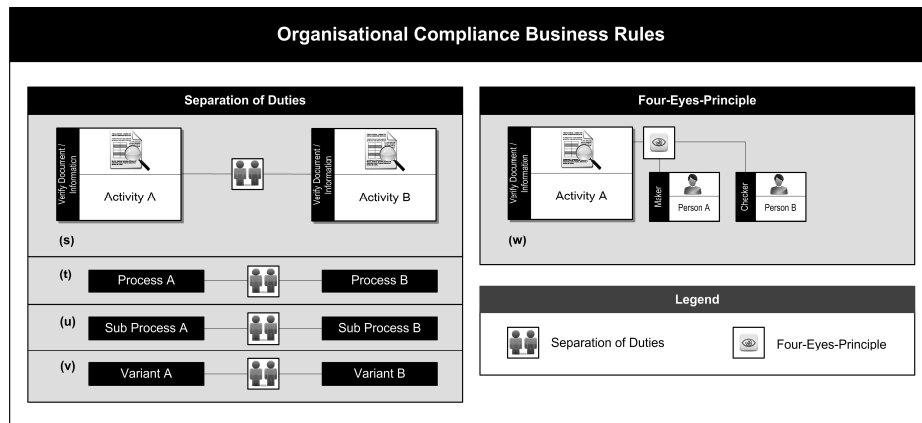 Organisational Compliance Business Rules
Separation of Duties
Verify Document /
Information
Activity A
Verify Document /
Information
Activity B
(s)
(t)
Process A
Process B
(u)
Sub Process A
Sub Process B
(v)
Variant A
Variant B
Four-Eyes-Principle
Verify Document /
Information
Activity A
Maker
Person A
Checker
Person B
(w)
Legend
Separation of Duties
Four-Eyes-Principle